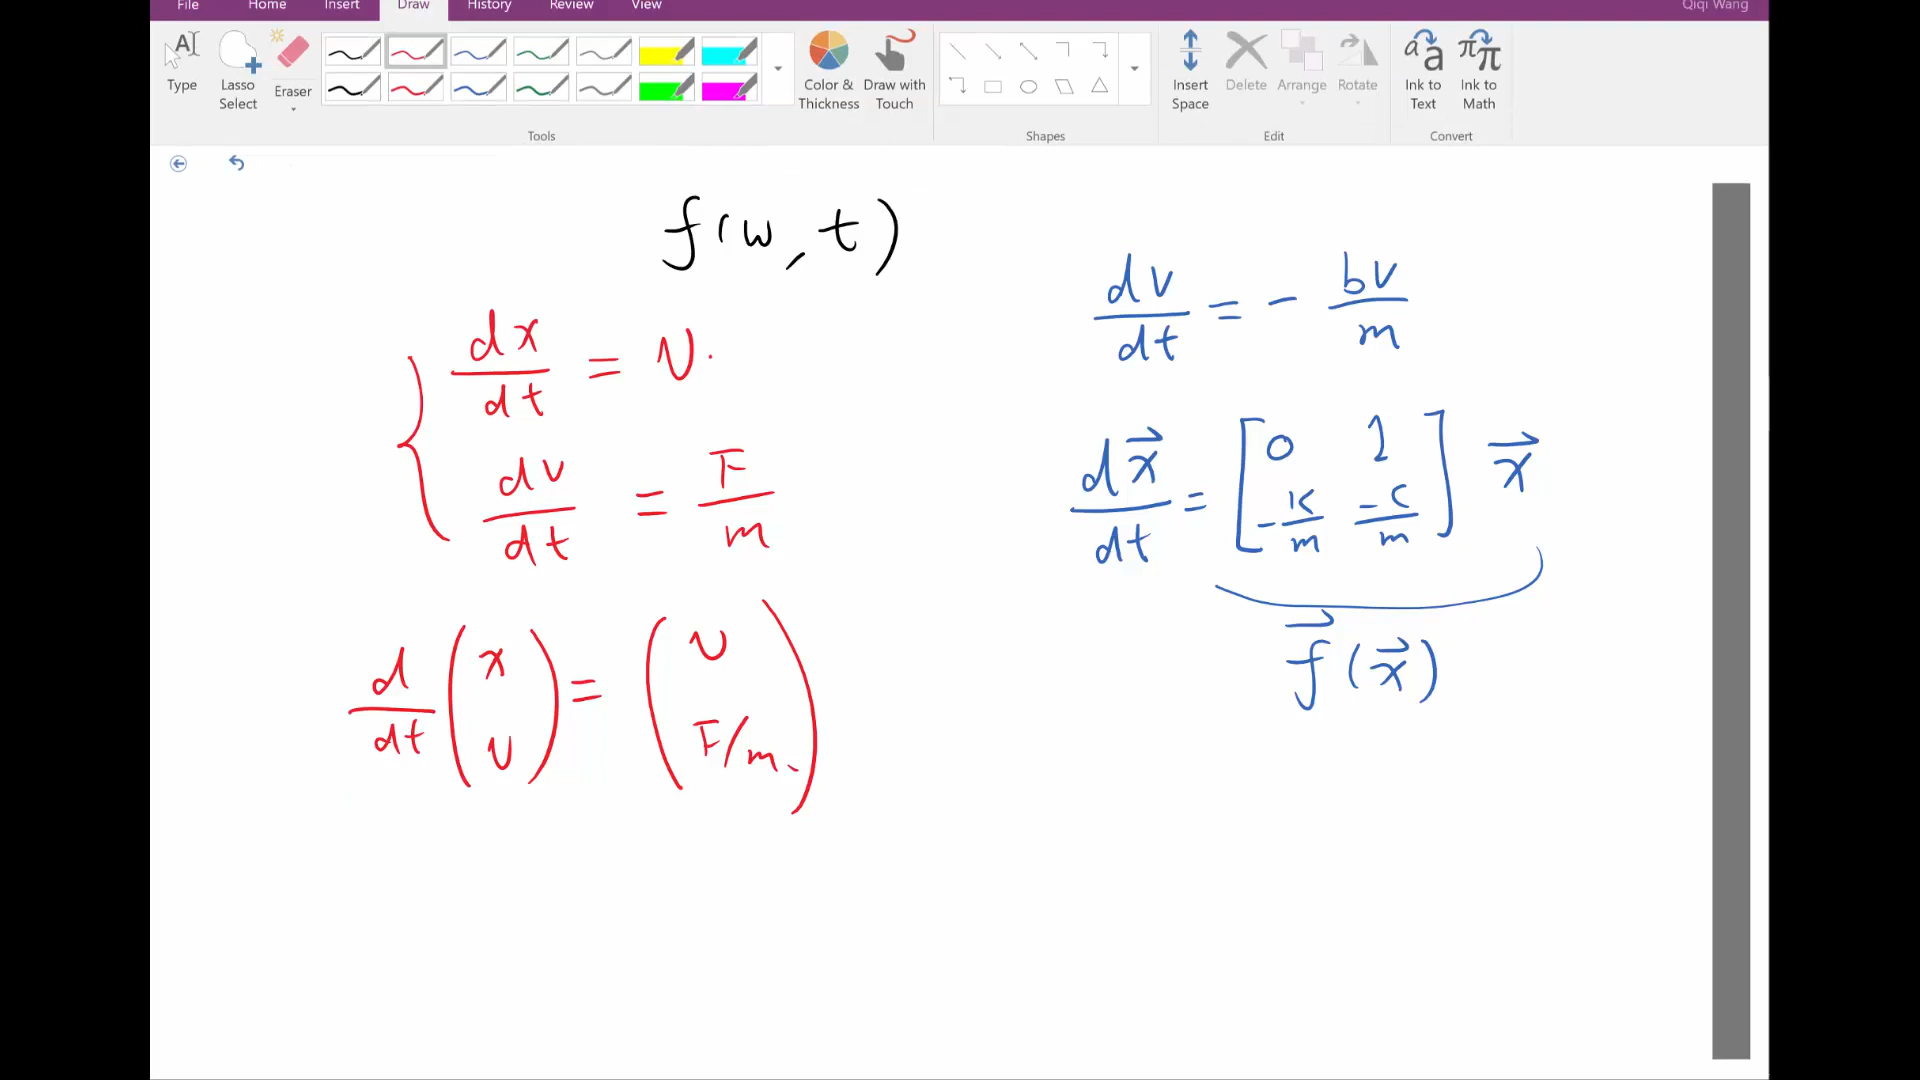 File Home Insert Draw History Review View Qiqi Wang
Type Lasso Select Eraser Color & Thickness Draw with Touch Insert Space Delete Arrange Rotate Ink to Text Ink to Math
Tools Shapes Edit Convert
f(w, t)
dx/dt = v.
dv/dt = F/m
d/dt (x v) = (v F/m.)
dv/dt = - bv/m
dx⃗/dt = [0 1 -k/m -c/m] x⃗
f⃗(x⃗)